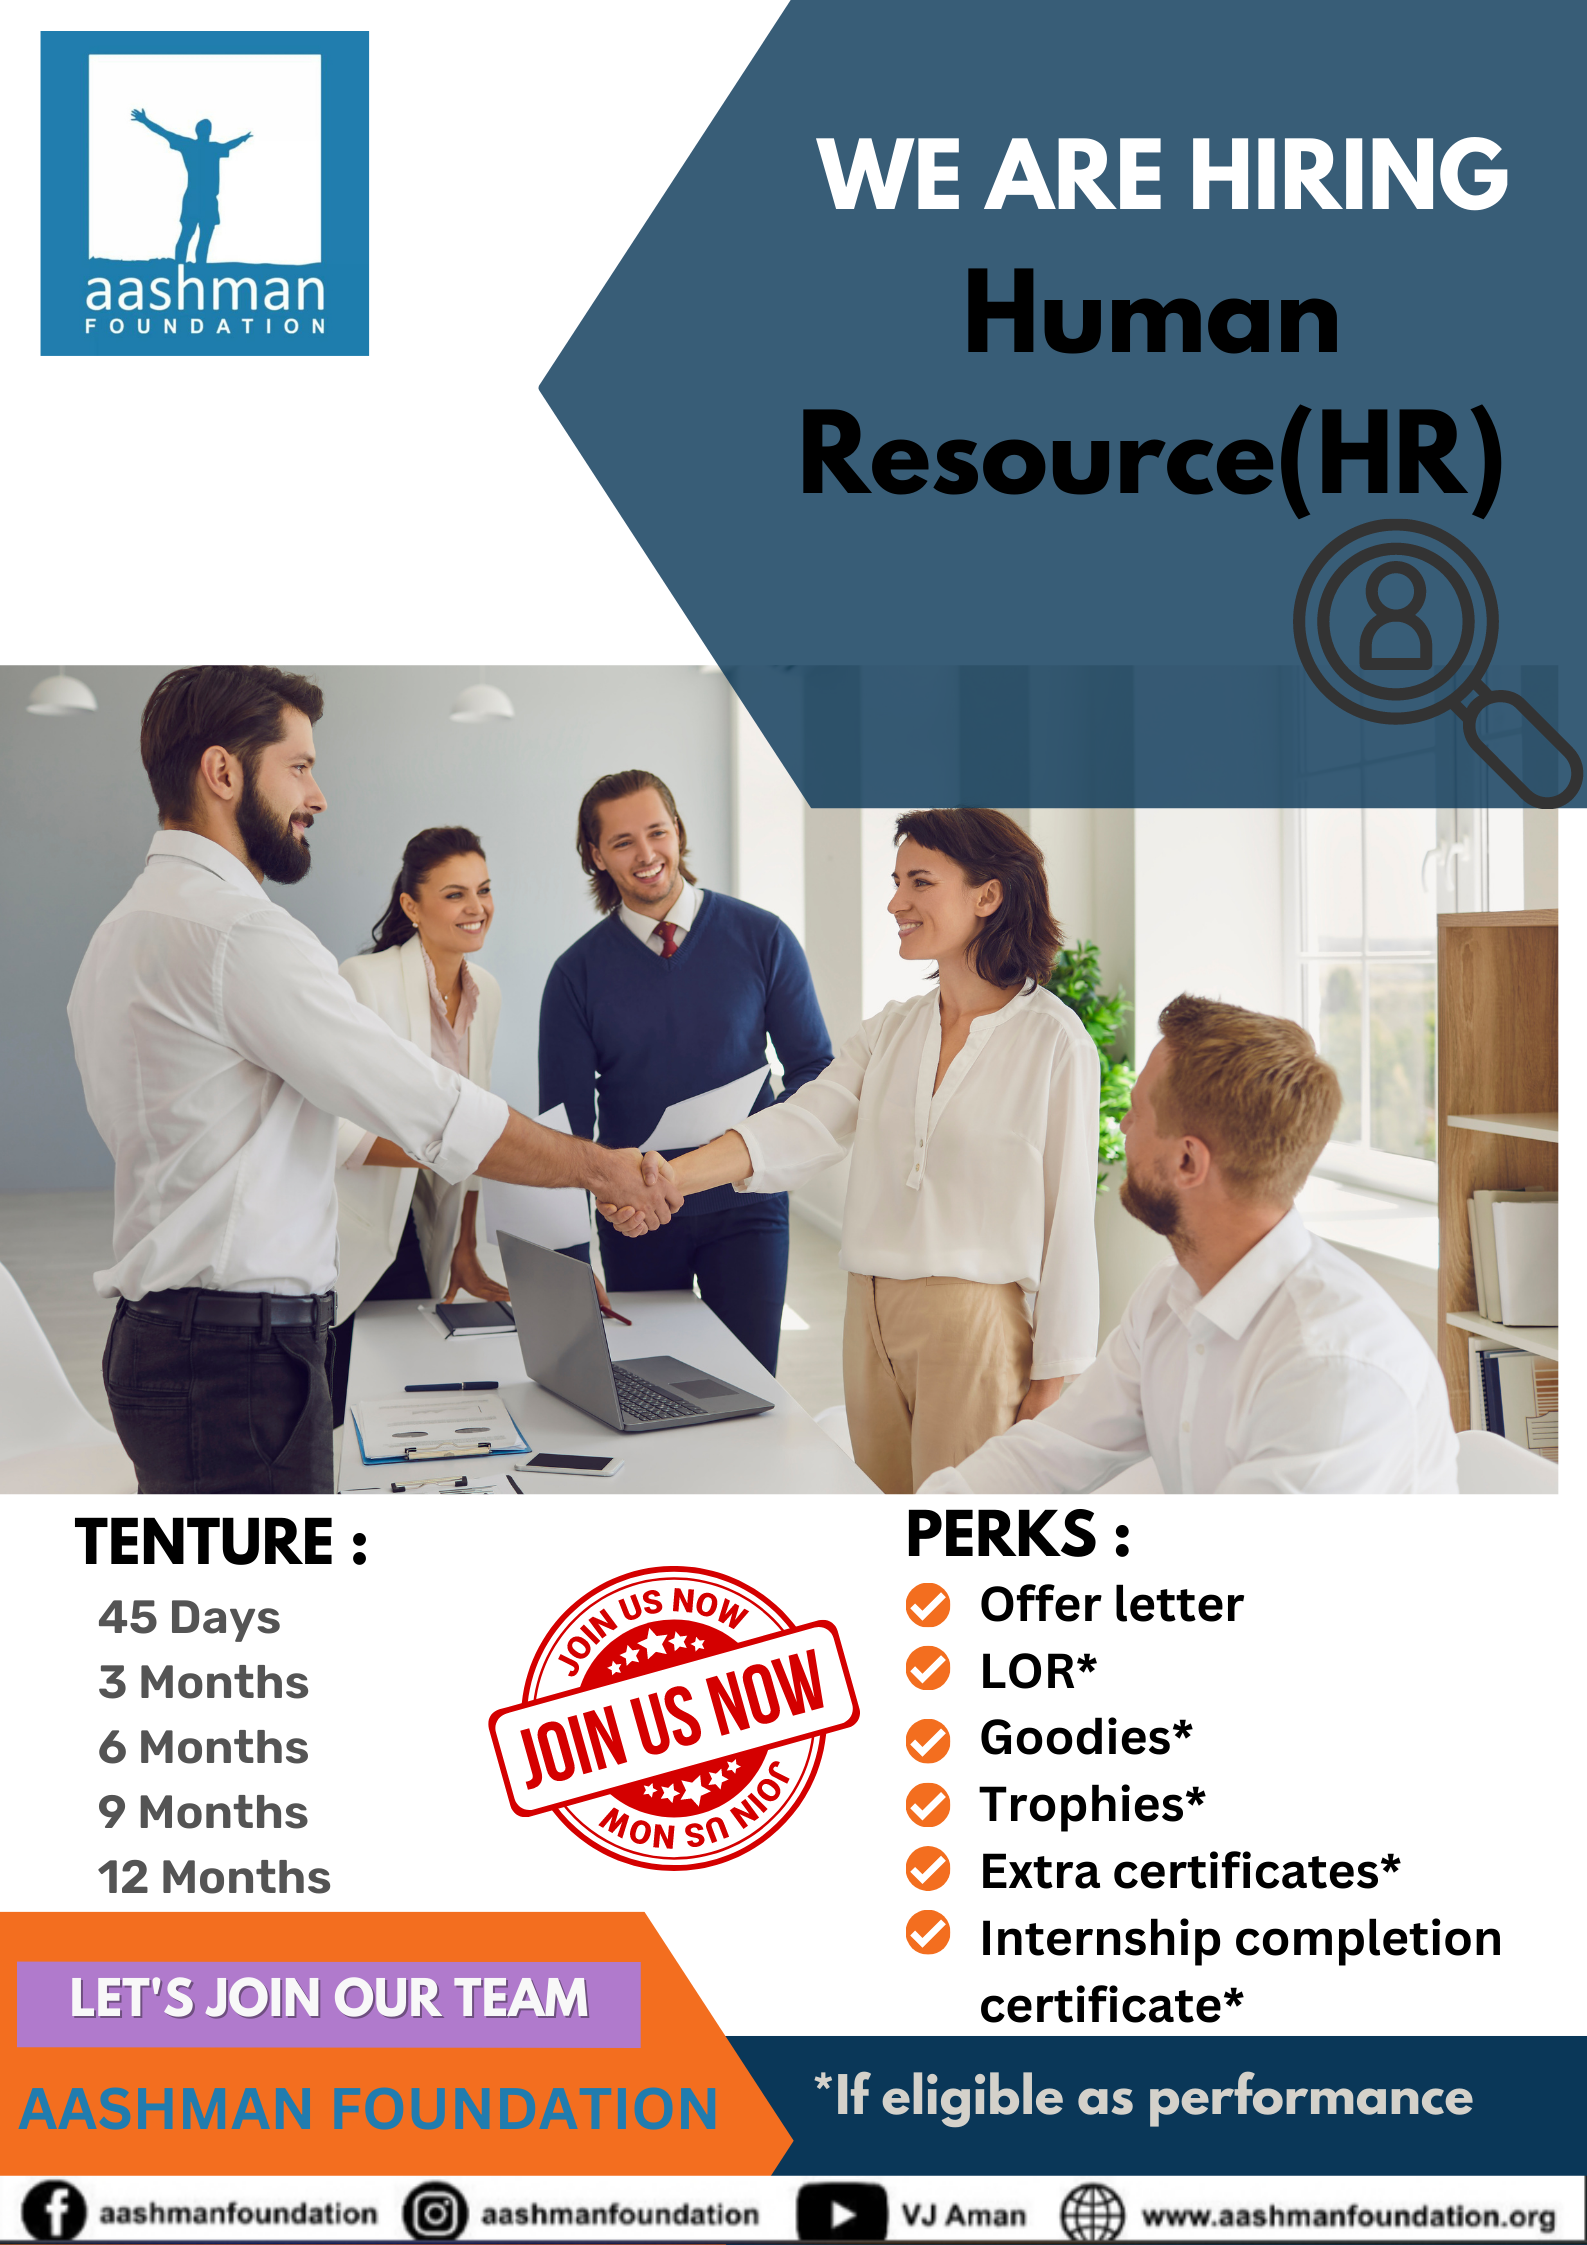 aashman
FOUNDATION
WE ARE HIRING
Human
Resource(HR)
TENTURE :
45 Days
3 Months
6 Months
9 Months
12 Months
JOIN US NOW
JOIN US NOW
JOIN US NOW
PERKS :
Offer letter
LOR*
Goodies*
Trophies*
Extra certificates*
Internship completion
certificate*
LET'S JOIN OUR TEAM
AASHMAN FOUNDATION
*If eligible as performance
aashmanfoundation aashmanfoundation VJ Aman www.aashmanfoundation.org